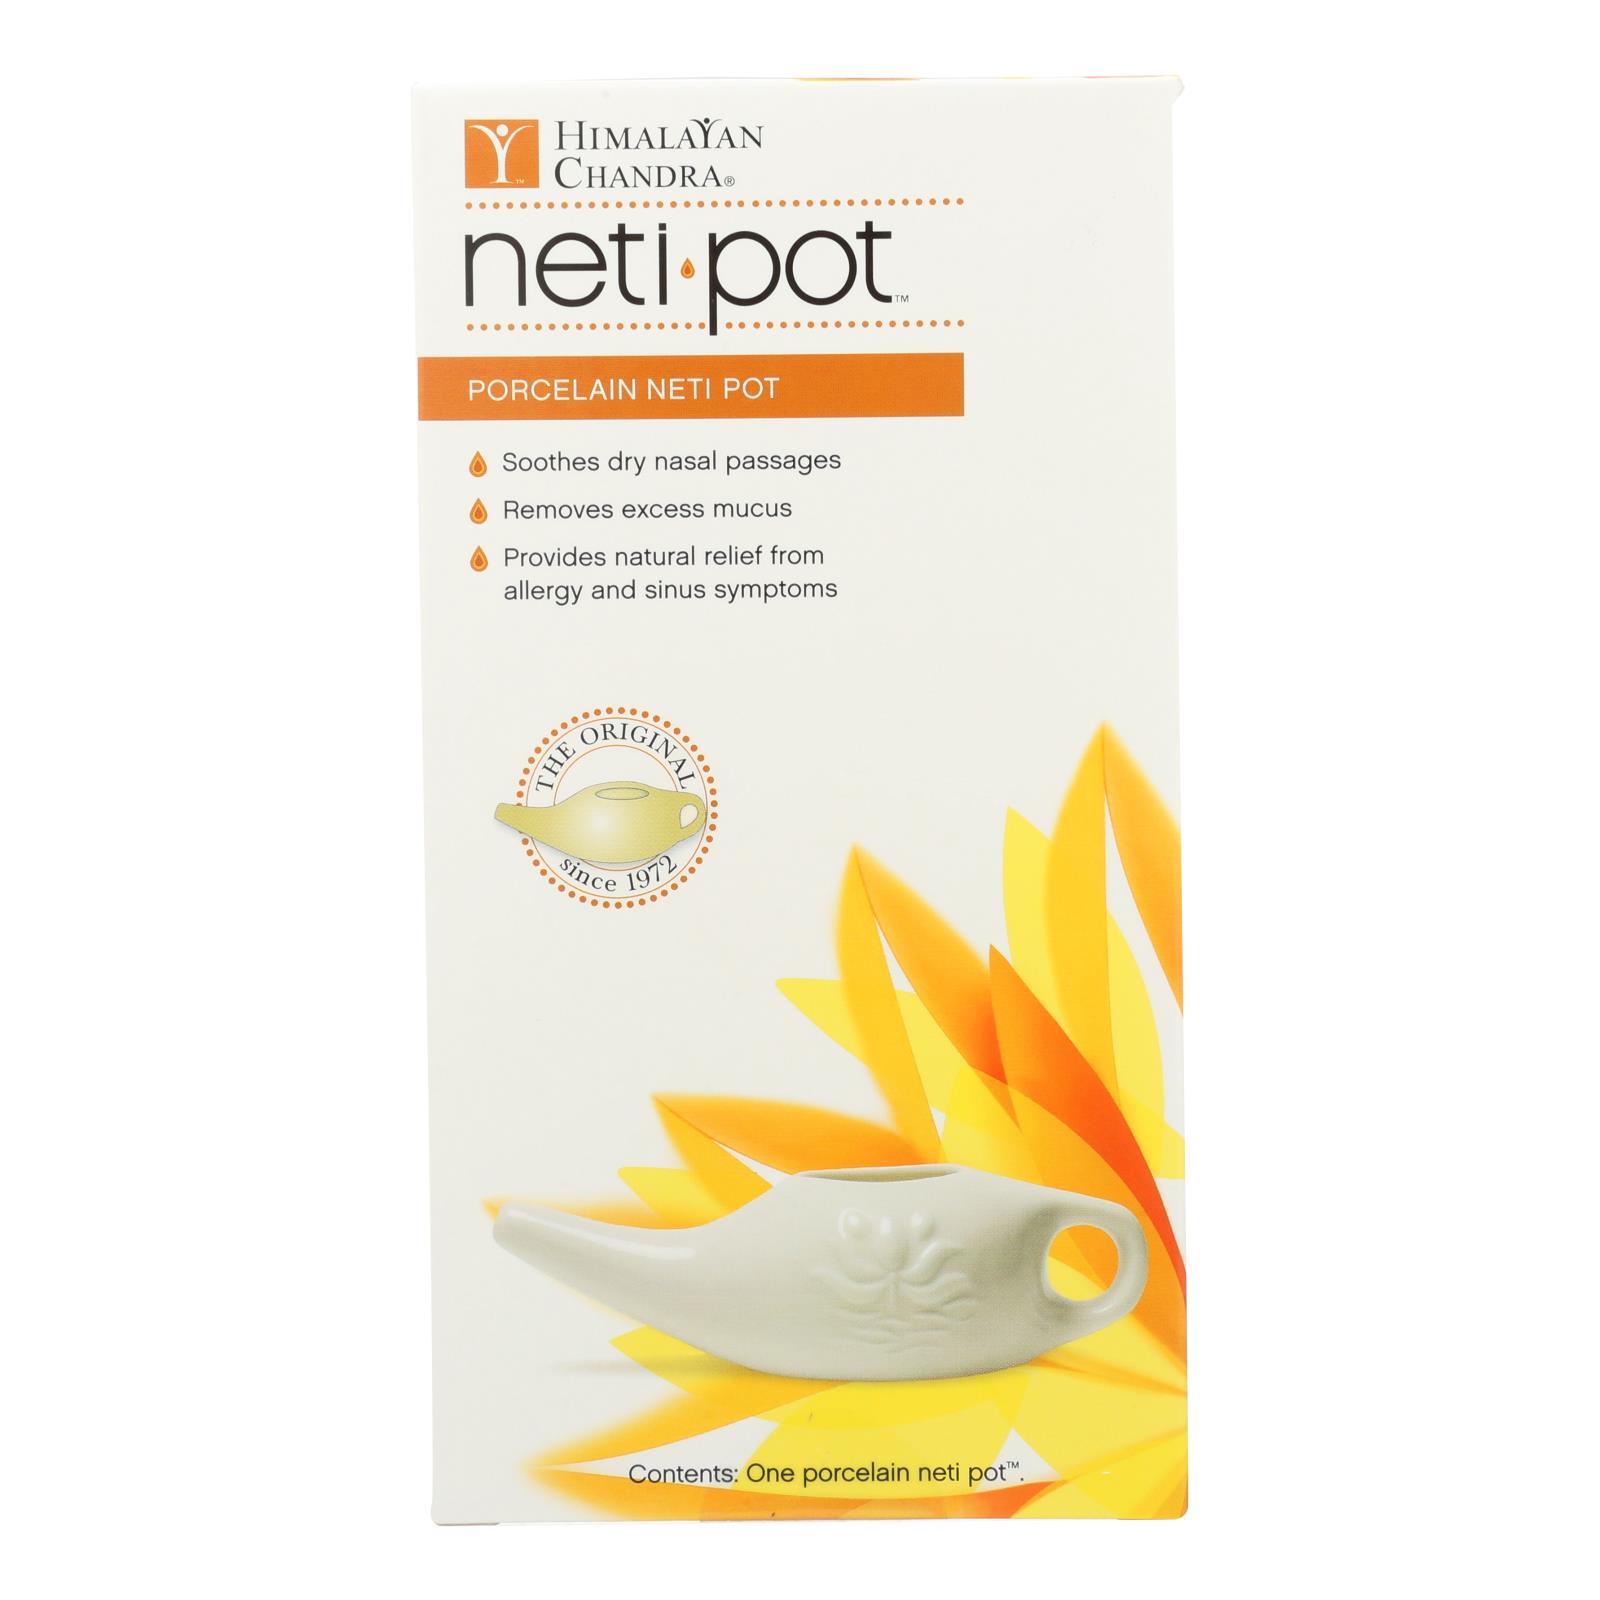 HIMALAYAN
CHANDRA®
neti·pot™
PORCELAIN NETI POT
Soothes dry nasal passages
Removes excess mucus
Provides natural relief from
allergy and sinus symptoms
THE ORIGINAL
since 1972
Contents: One porcelain neti pot™.